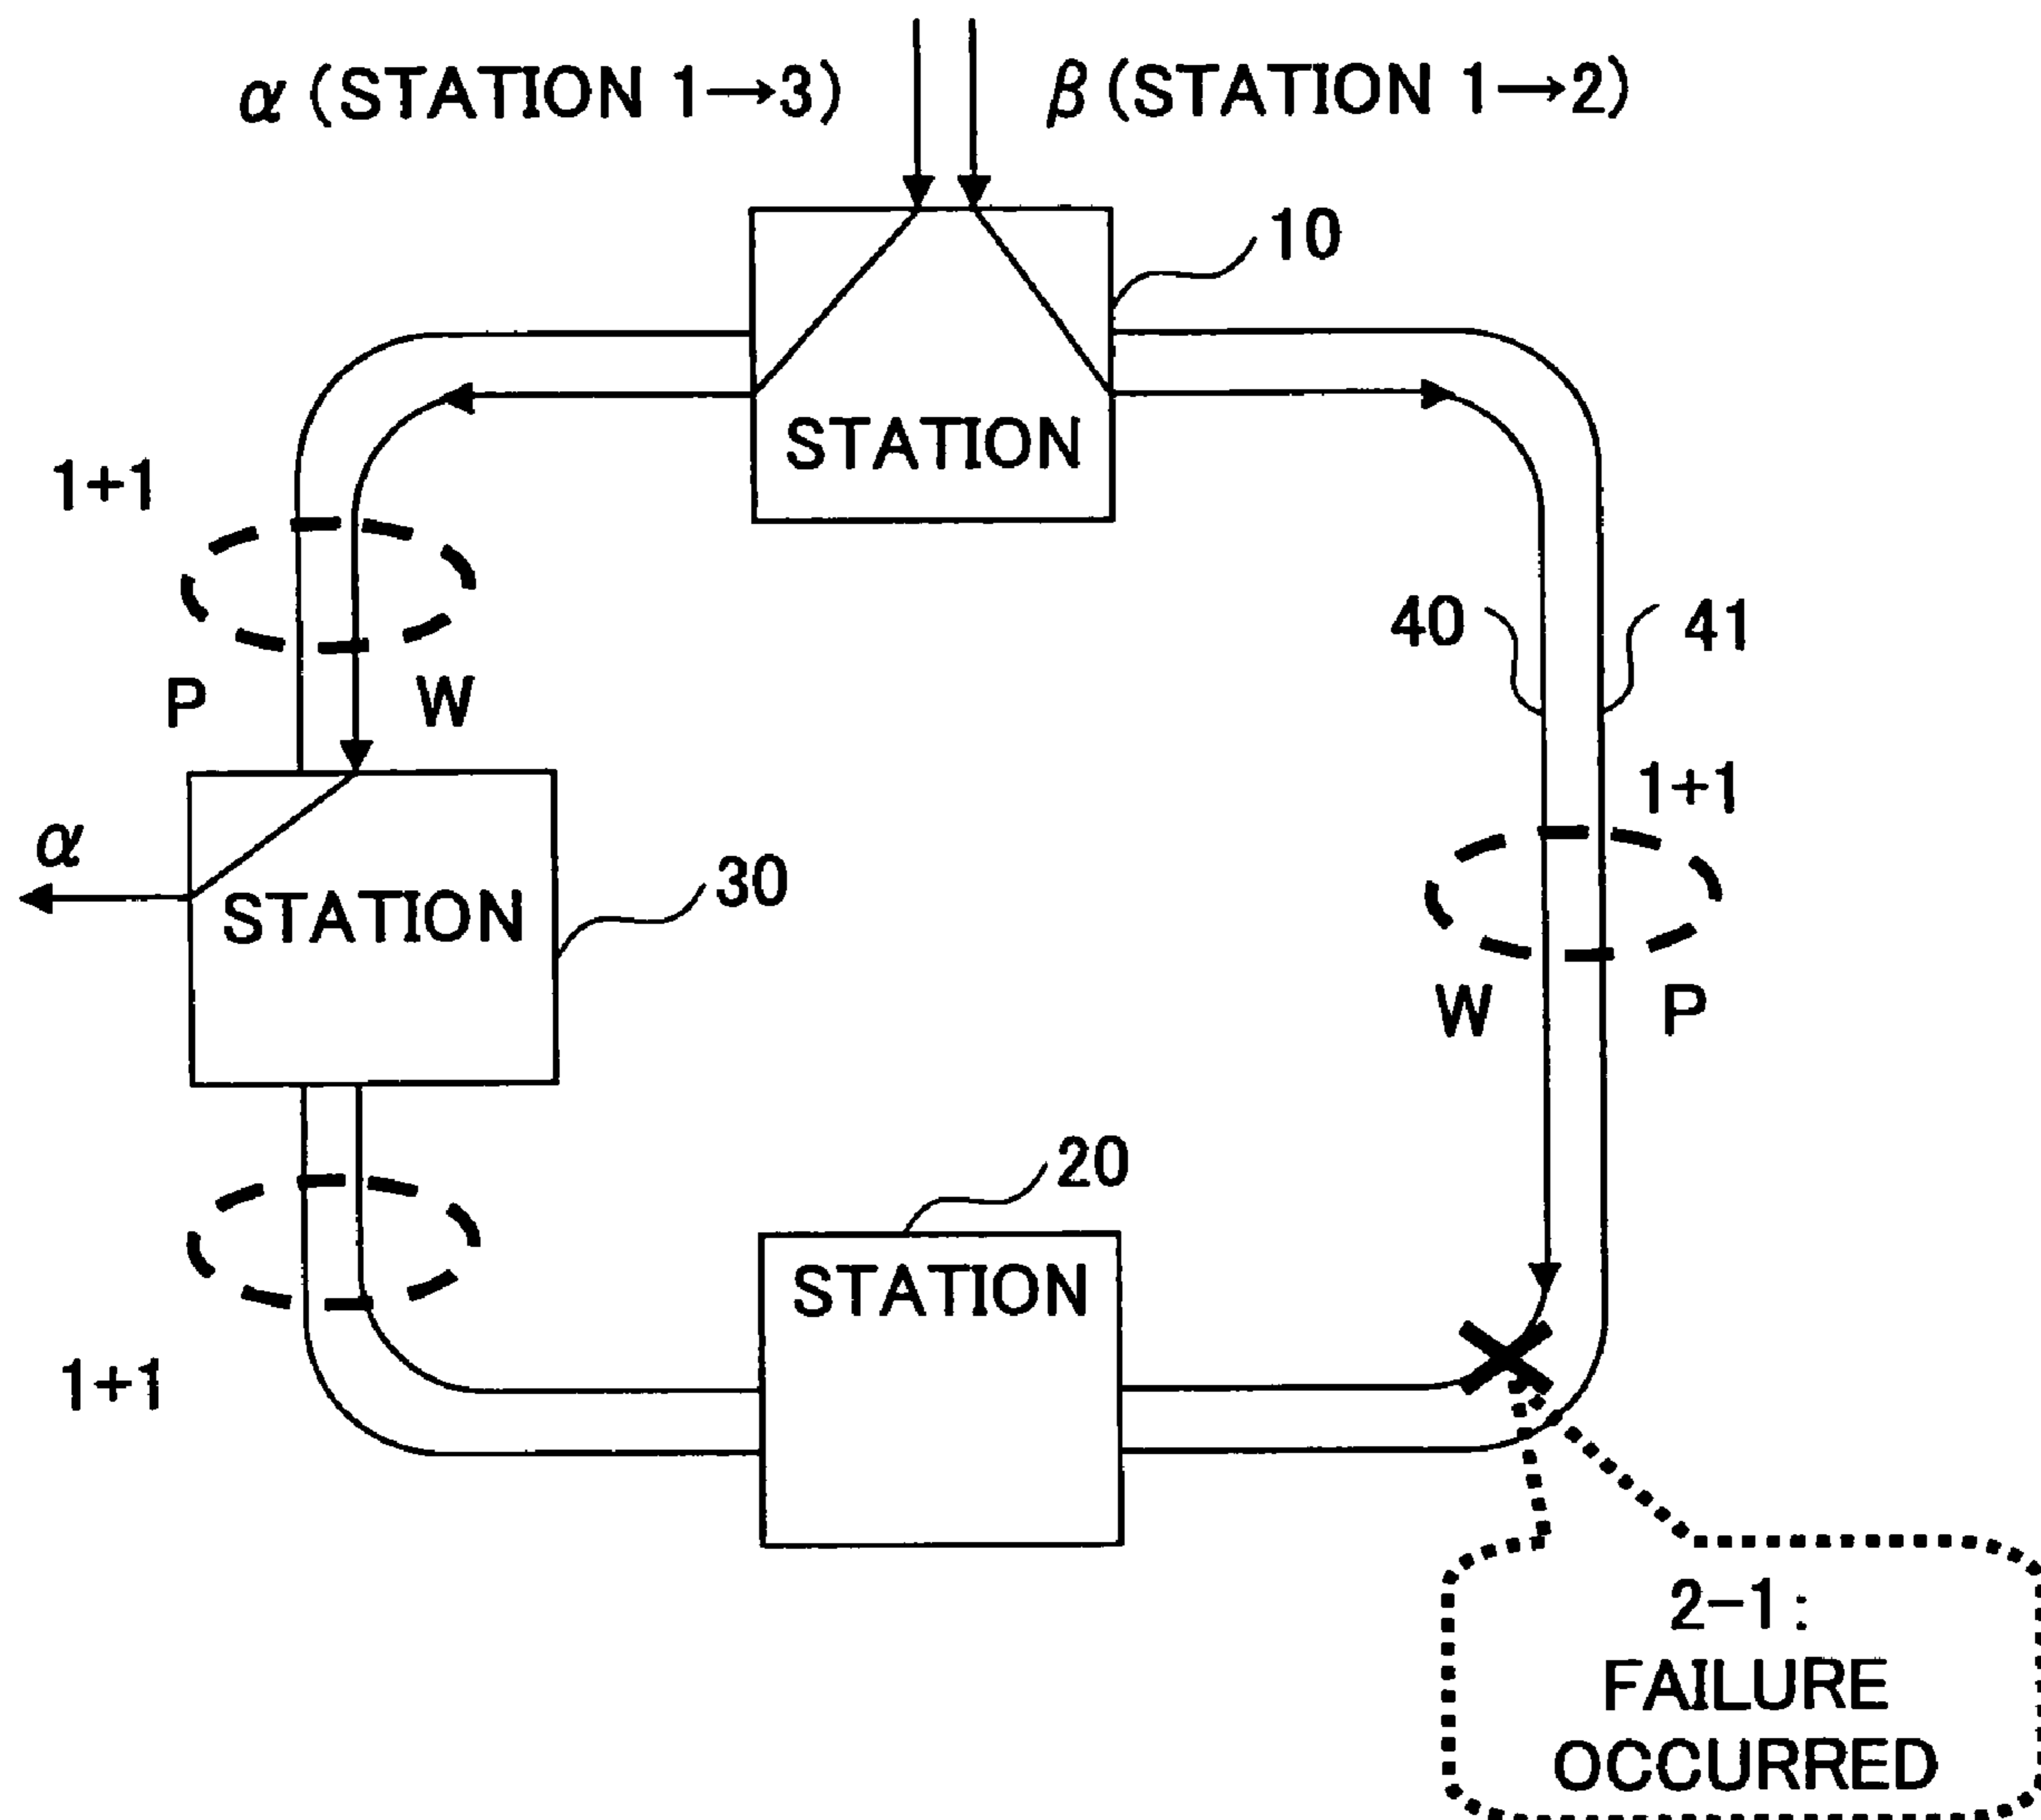 α (STATION 1→3)
β (STATION 1→2)
10
STATION
1+1
40
41
P
W
1+1
α
STATION
30
W
P
20
STATION
1+1
2-1:
FAILURE
OCCURRED